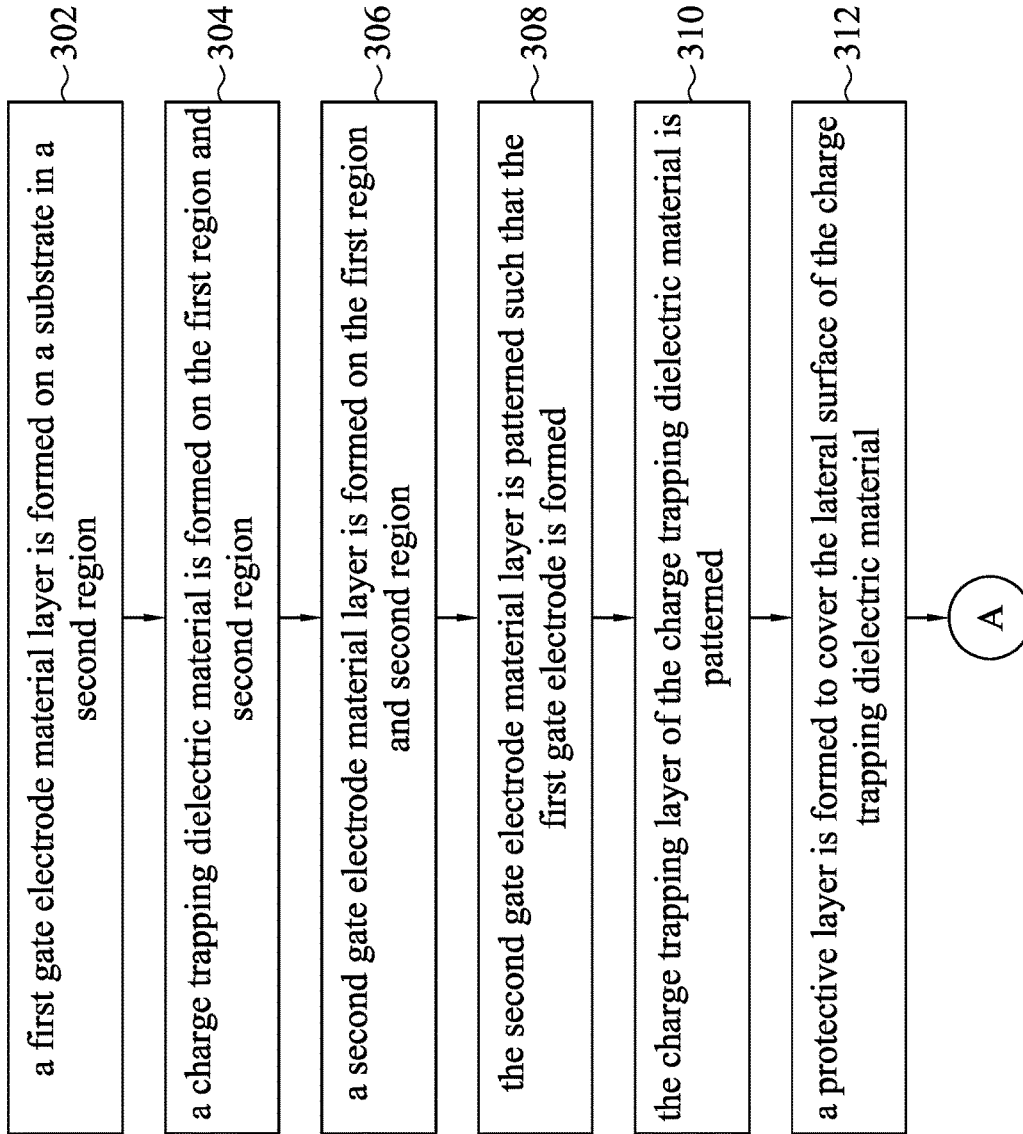 302
a first gate electrode material layer is formed on a substrate in a
second region
304
a charge trapping dielectric material is formed on the first region and
second region
306
a second gate electrode material layer is formed on the first region
and second region
308
the second gate electrode material layer is patterned such that the
first gate electrode is formed
310
the charge trapping layer of the charge trapping dielectric material is
patterned
312
a protective layer is formed to cover the lateral surface of the charge
trapping dielectric material
A